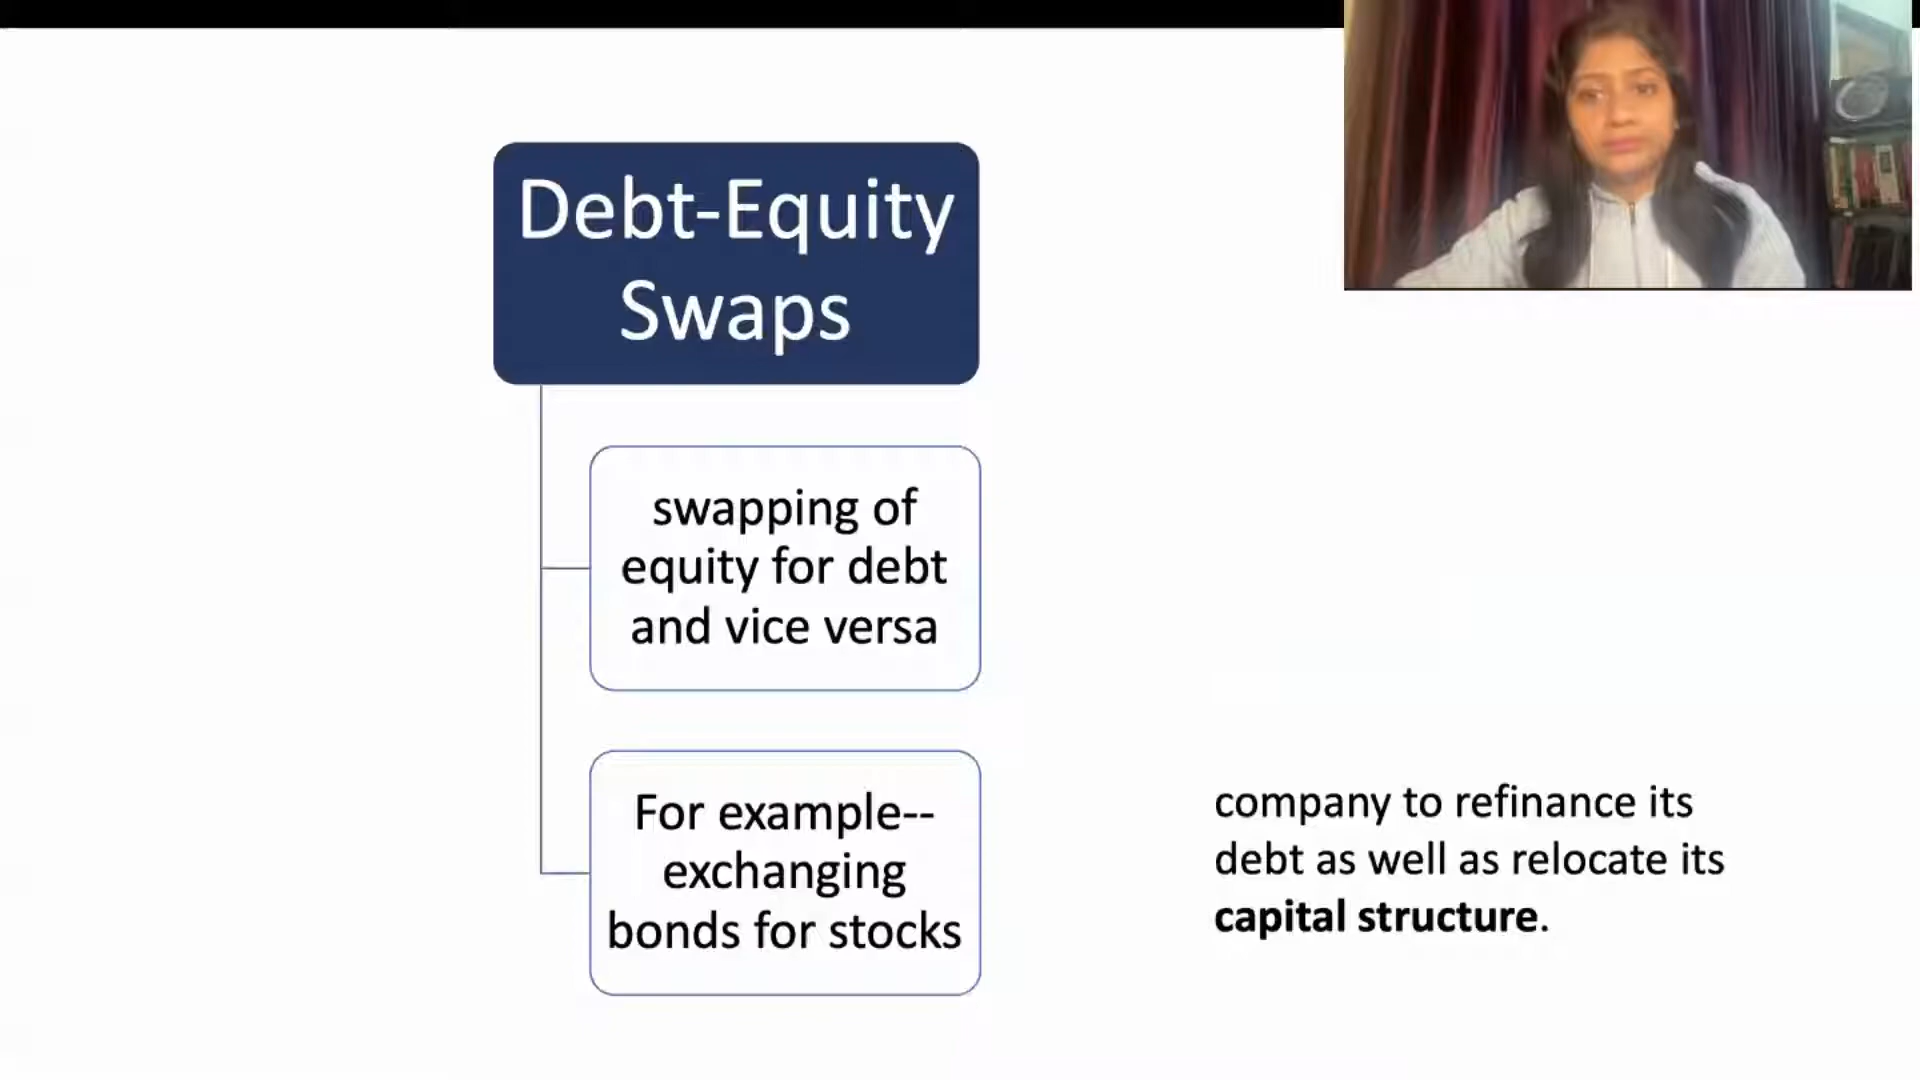 Debt-Equity
Swaps
swapping of
equity for debt
and vice versa
For example--
exchanging
bonds for stocks
company to refinance its
debt as well as relocate its
capital structure.